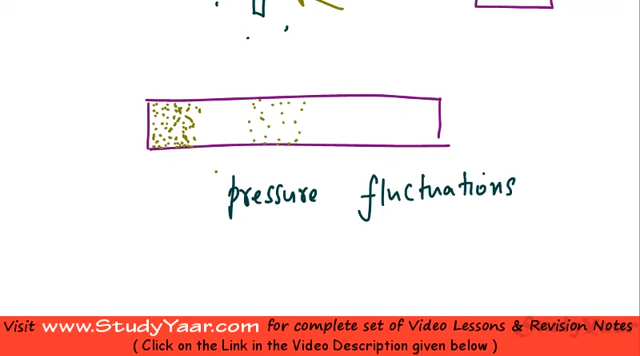 pressure fluctuations
Visit www.StudyYaar.com for complete set of Video Lessons & Revision Notes
( Click on the Link in the Video Description given below )